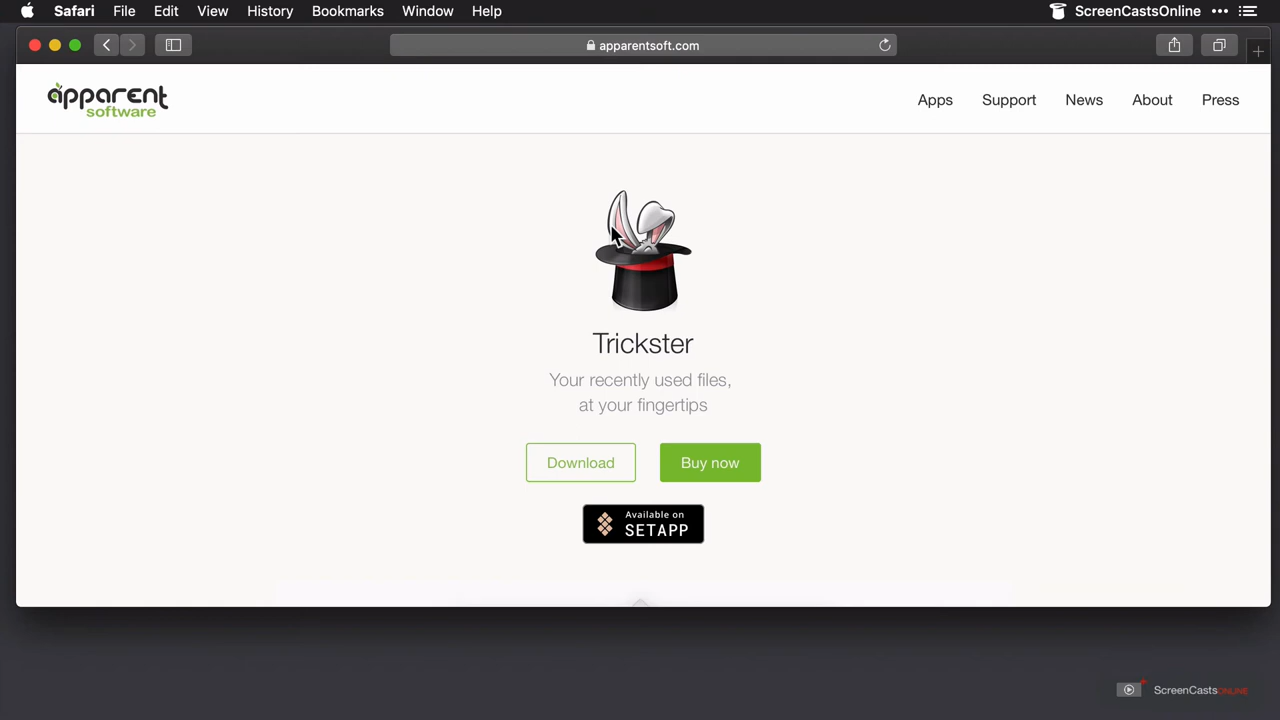 Safari File Edit View History Bookmarks Window Help ScreenCastsOnline
apparentsoft.com
apparent
software
Apps Support News About Press
Trickster
Your recently used files,
at your fingertips
Download Buy now
Available on
SETAPP
ScreenCastsONLINE